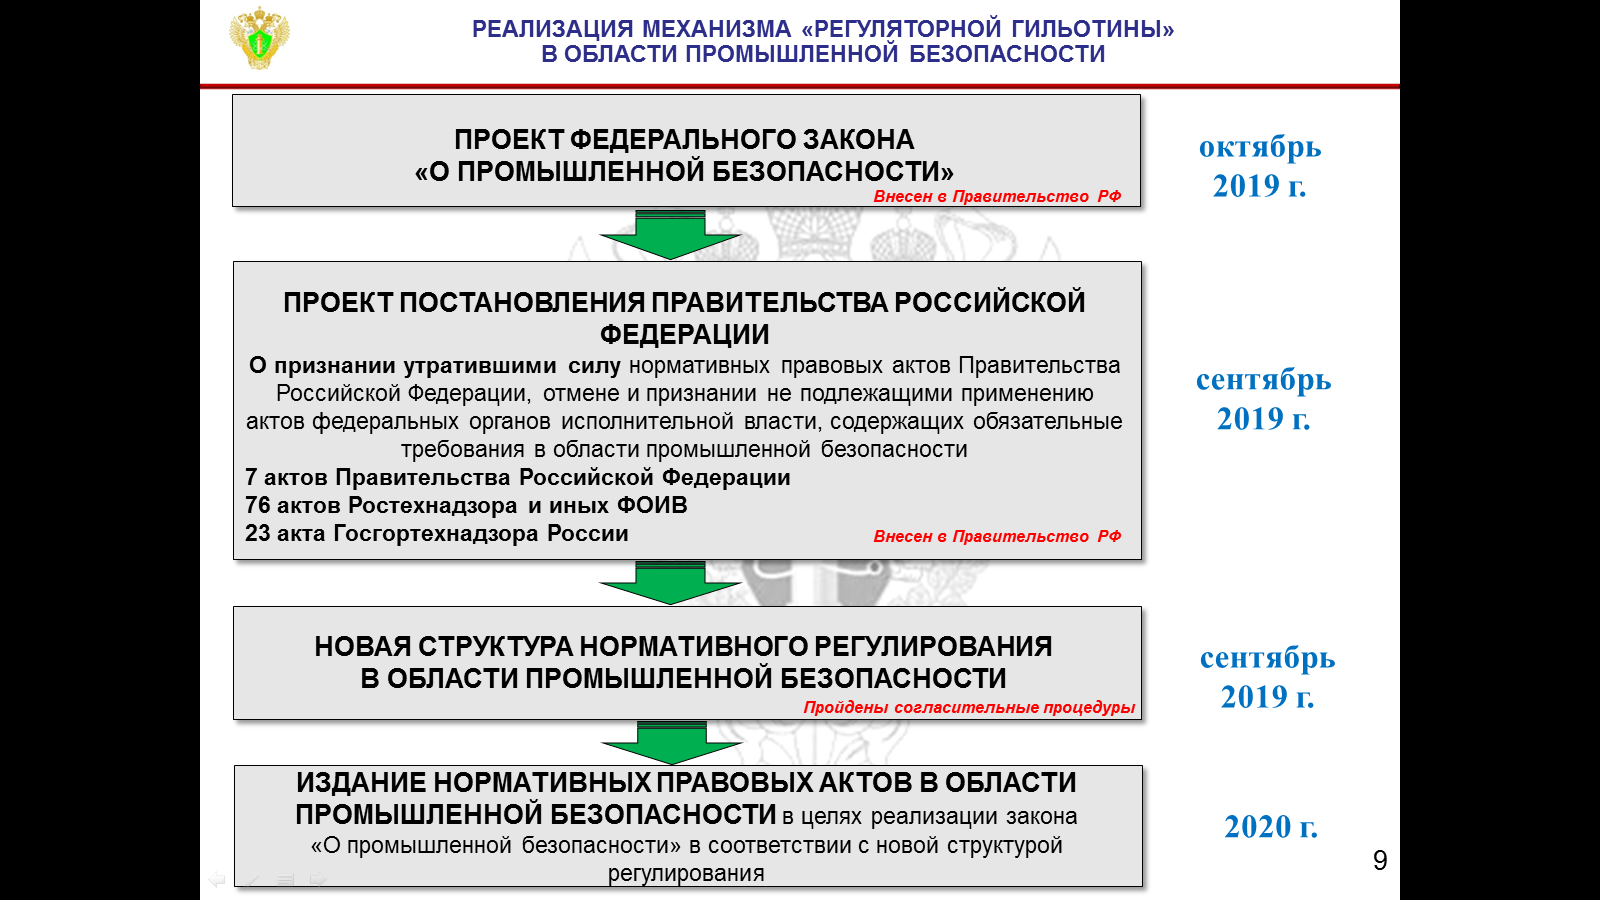 РЕАЛИЗАЦИЯ МЕХАНИЗМА «РЕГУЛЯТОРНОЙ ГИЛЬОТИНЫ»
В ОБЛАСТИ ПРОМЫШЛЕННОЙ БЕЗОПАСНОСТИ
ПРОЕКТ ФЕДЕРАЛЬНОГО ЗАКОНА
«О ПРОМЫШЛЕННОЙ БЕЗОПАСНОСТИ»
Внесен в Правительство РФ
октябрь
2019 г.
ПРОЕКТ ПОСТАНОВЛЕНИЯ ПРАВИТЕЛЬСТВА РОССИЙСКОЙ
ФЕДЕРАЦИИ
О признании утратившими силу нормативных правовых актов Правительства
Российской Федерации, отмене и признании не подлежащими применению
актов федеральных органов исполнительной власти, содержащих обязательные
требования в области промышленной безопасности
7 актов Правительства Российской Федерации
76 актов Ростехнадзора и иных ФОИВ
23 акта Госгортехнадзора России
Внесен в Правительство РФ
сентябрь
2019 г.
НОВАЯ СТРУКТУРА НОРМАТИВНОГО РЕГУЛИРОВАНИЯ
В ОБЛАСТИ ПРОМЫШЛЕННОЙ БЕЗОПАСНОСТИ
Пройдены согласительные процедуры
сентябрь
2019 г.
ИЗДАНИЕ НОРМАТИВНЫХ ПРАВОВЫХ АКТОВ В ОБЛАСТИ
ПРОМЫШЛЕННОЙ БЕЗОПАСНОСТИ в целях реализации закона
«О промышленной безопасности» в соответствии с новой структурой
регулирования
2020 г.
9